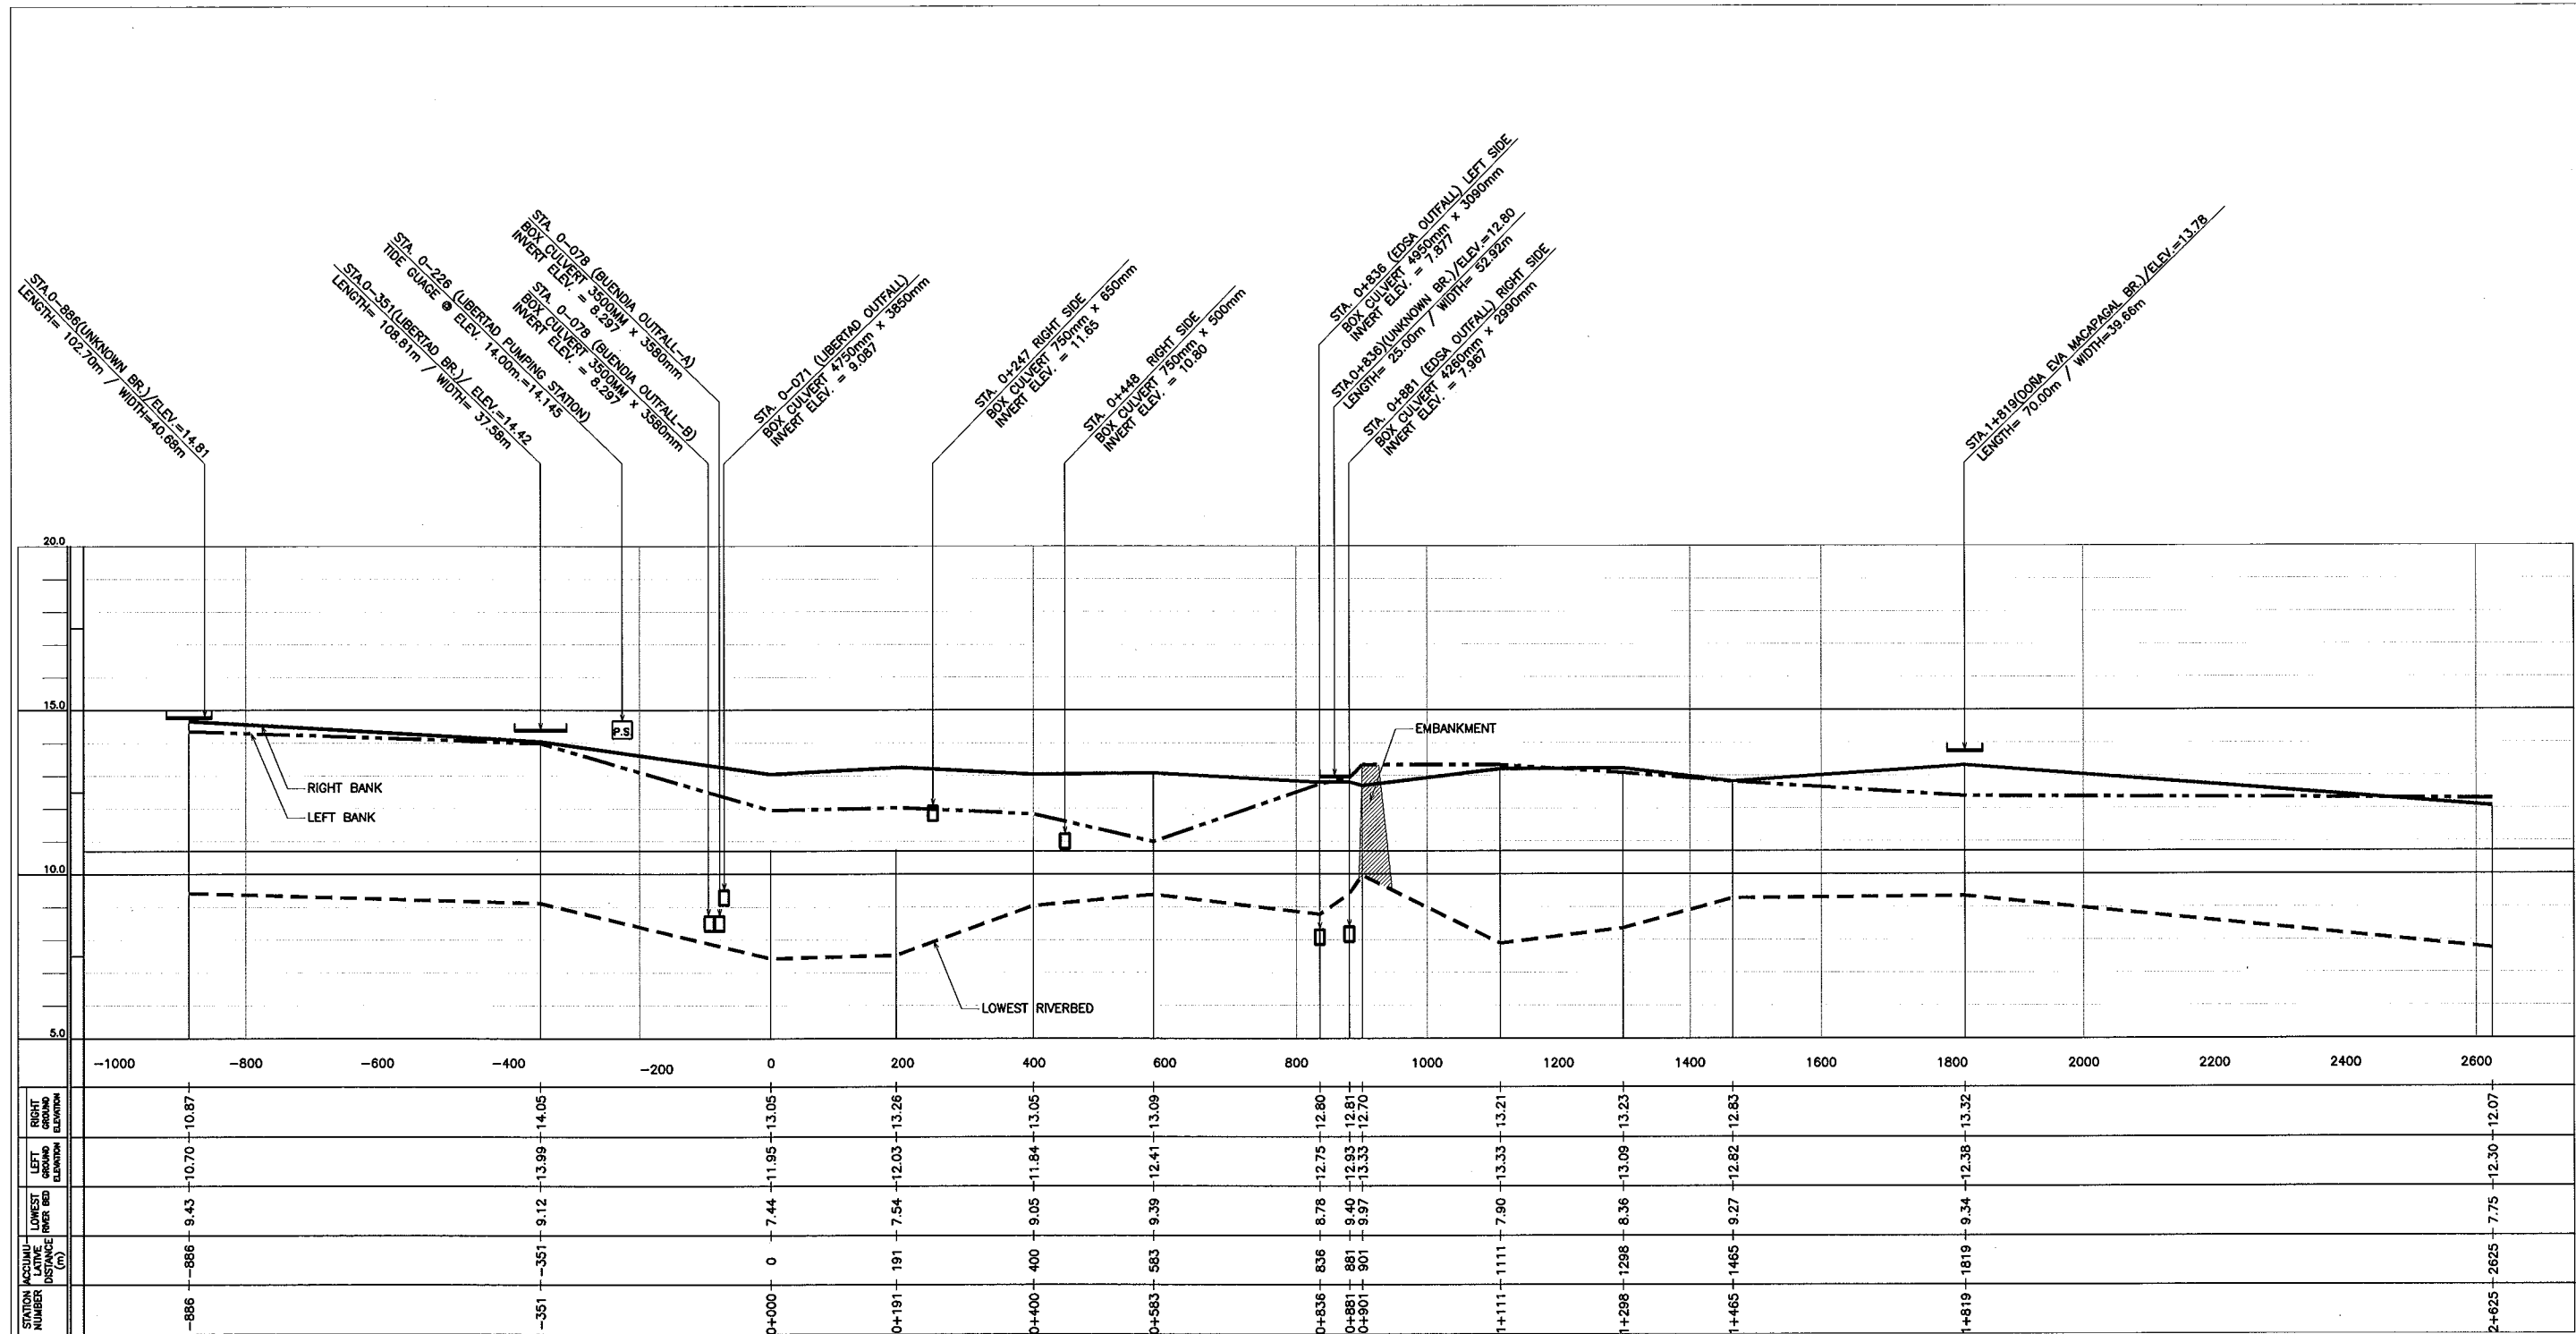 STA.0-886(UNKNOWN BR.)/ELEV.=14.81
LENGTH= 102.70m / WIDTH=40.68m
STA.0-351(LIBERTAD BR.)/ ELEV.=14.42
LENGTH= 108.81m / WIDTH= 37.58m
STA. 0-226 (LIBERTAD PUMPING STATION)
TIDE GUAGE @ ELEV. 14.00m.=14.145
STA. 0-078 (BUENDIA OUTFALL-A)
BOX CULVERT 3500MM x 3580mm
INVERT ELEV. = 8.297
STA. 0-078 (BUENDIA OUTFALL-B)
BOX CULVERT 3500MM x 3580mm
INVERT ELEV. = 8.297
STA. 0-071 (LIBERTAD OUTFALL)
BOX CULVERT 4750mm x 3850mm
INVERT ELEV. = 9.087
STA. 0+247 RIGHT SIDE
BOX CULVERT 750mm x 650mm
INVERT ELEV. = 11.65
STA. 0+448 RIGHT SIDE
BOX CULVERT 750mm x 500mm
INVERT ELEV. = 10.80
STA. 0+836 (EDSA OUTFALL) LEFT SIDE
BOX CULVERT 4950mm x 3090mm
INVERT ELEV. = 7.877
STA.0+836)(UNKNOWN BR.)/ELEV.=12.80
LENGTH= 25.00m / WIDTH= 52.92m
STA. 0+881 (EDSA OUTFALL) RIGHT SIDE
BOX CULVERT 4260mm x 2990mm
INVERT ELEV. = 7.967
STA.1+819(DOÑA EVA MACAPAGAL BR.)/ELEV.=13.78
LENGTH= 70.00m / WIDTH=39.66m
20.0
15.0
10.0
5.0
P.S
EMBANKMENT
RIGHT BANK
LEFT BANK
LOWEST RIVERBED
-1000 -800 -600 -400 -200 0 200 400 600 800 1000 1200 1400 1600 1800 2000 2200 2400 2600
RIGHT GROUND ELEVATION
10.87 14.05 13.05 13.26 13.05 13.09 12.80 12.81 12.70 13.21 13.23 12.83 13.32 12.07
LEFT GROUND ELEVATION
10.70 13.99 11.95 12.03 11.84 12.41 12.75 12.93 13.33 13.33 13.09 12.82 12.38 12.30
LOWEST RIVER BED
9.43 9.12 7.44 7.54 9.05 9.39 8.78 9.40 9.97 7.90 8.36 9.27 9.34 7.75
ACCUMU-LATIVE DISTANCE (m)
-886 -351 0 191 400 583 836 881 901 1111 1298 1465 1819 2625
STATION NUMBER
-886 -351 0+000 0+191 0+400 0+583 0+836 0+881 0+901 1+111 1+298 1+465 1+819 2+625